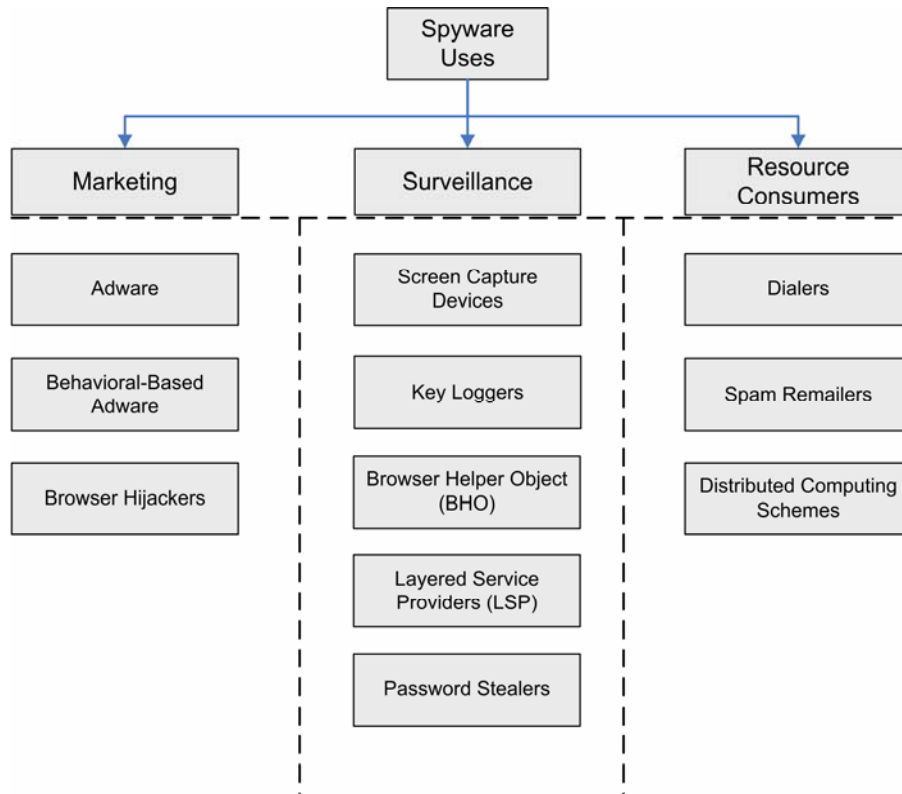 Spyware
Uses
Marketing
Surveillance
Resource
Consumers
Adware
Behavioral-Based
Adware
Browser Hijackers
Screen Capture
Devices
Key Loggers
Browser Helper Object
(BHO)
Layered Service
Providers (LSP)
Password Stealers
Dialers
Spam Remailers
Distributed Computing
Schemes